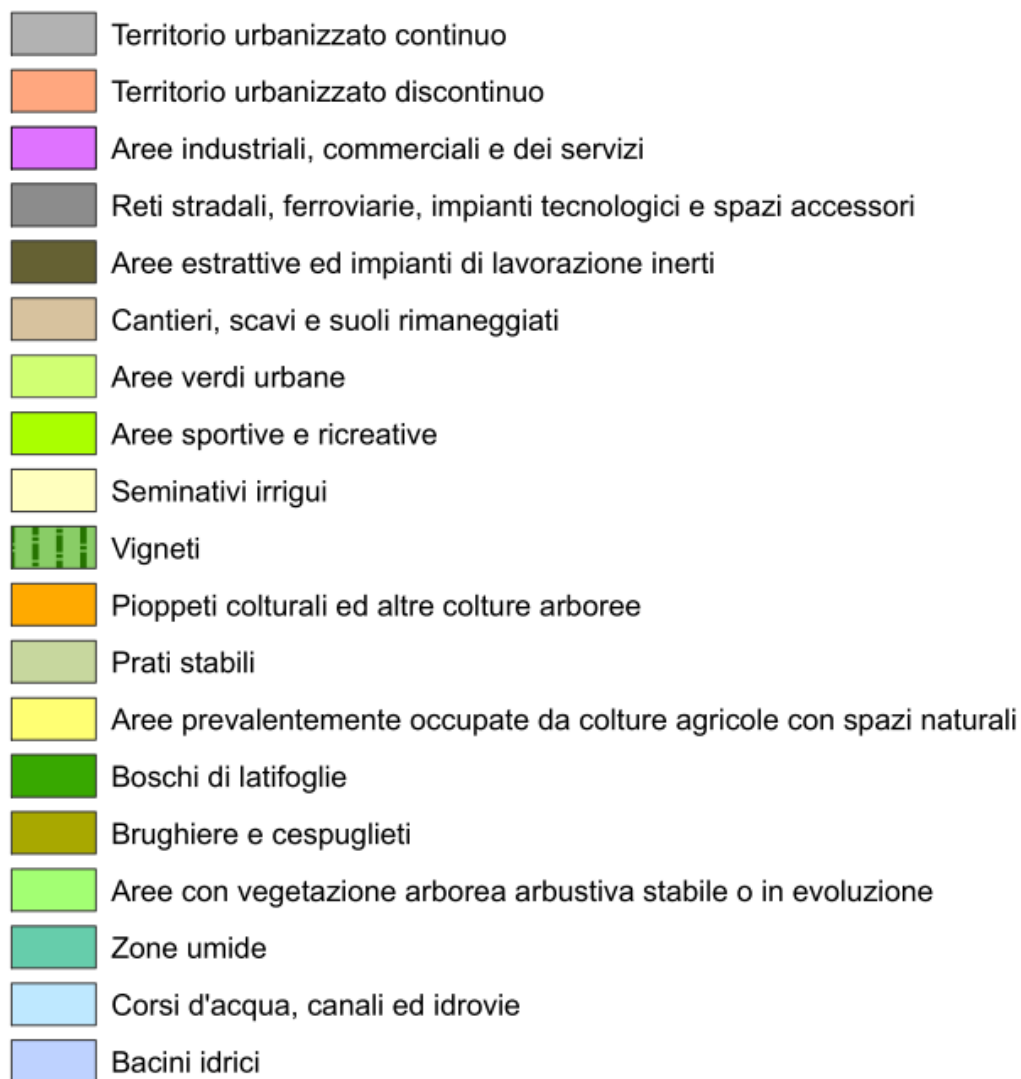 Territorio urbanizzato continuo
Territorio urbanizzato discontinuo
Aree industriali, commerciali e dei servizi
Reti stradali, ferroviarie, impianti tecnologici e spazi accessori
Aree estrattive ed impianti di lavorazione inerti
Cantieri, scavi e suoli rimaneggiati
Aree verdi urbane
Aree sportive e ricreative
Seminativi irrigui
Vigneti
Pioppeti colturali ed altre colture arboree
Prati stabili
Aree prevalentemente occupate da colture agricole con spazi naturali
Boschi di latifoglie
Brughiere e cespuglieti
Aree con vegetazione arborea arbustiva stabile o in evoluzione
Zone umide
Corsi d'acqua, canali ed idrovie
Bacini idrici